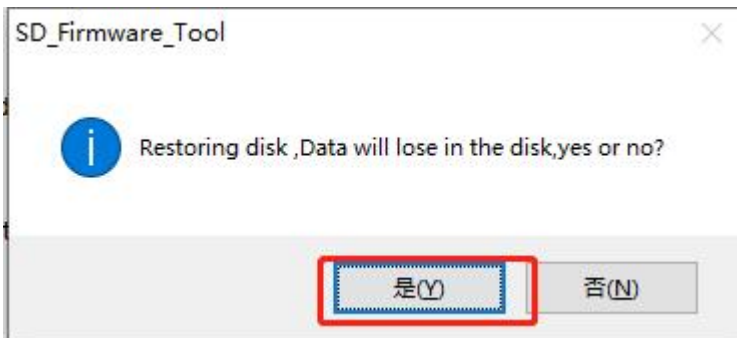 SD_Firmware_Tool
Restoring disk ,Data will lose in the disk,yes or no?
是(Y)
否(N)